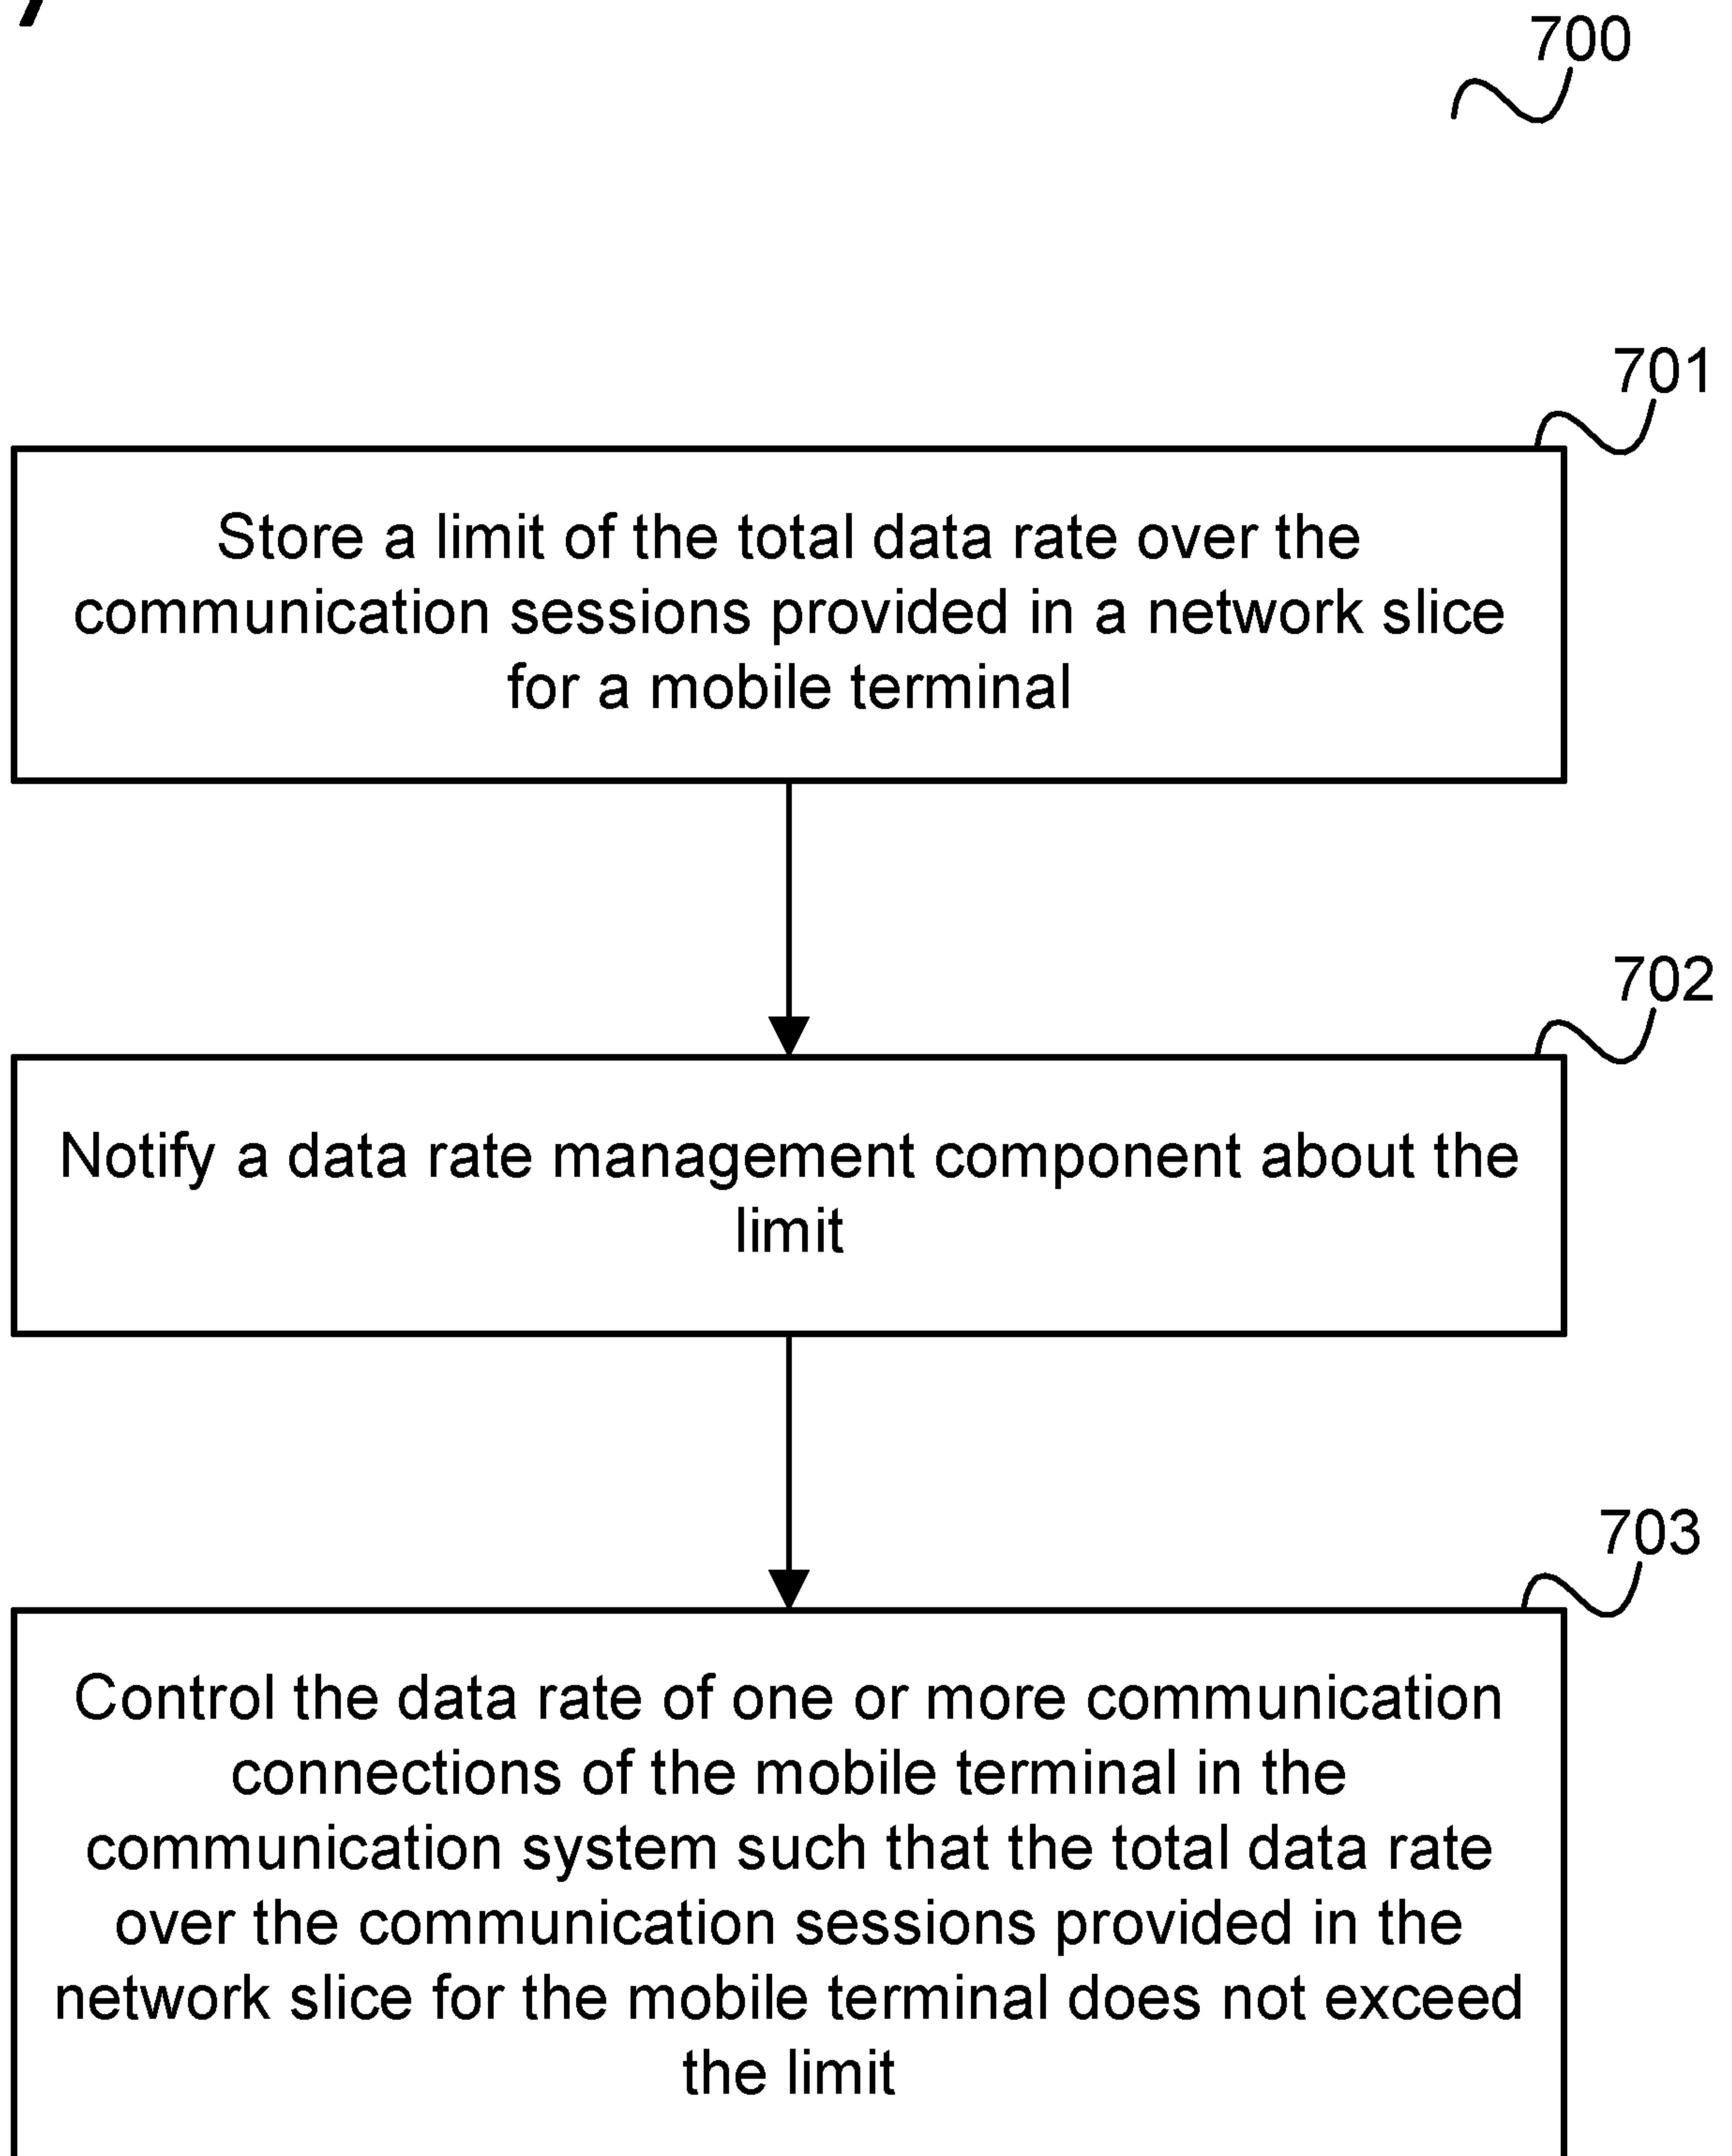 700
701
Store a limit of the total data rate over the
communication sessions provided in a network slice
for a mobile terminal
702
Notify a data rate management component about the
limit
703
Control the data rate of one or more communication
connections of the mobile terminal in the
communication system such that the total data rate
over the communication sessions provided in the
network slice for the mobile terminal does not exceed
the limit